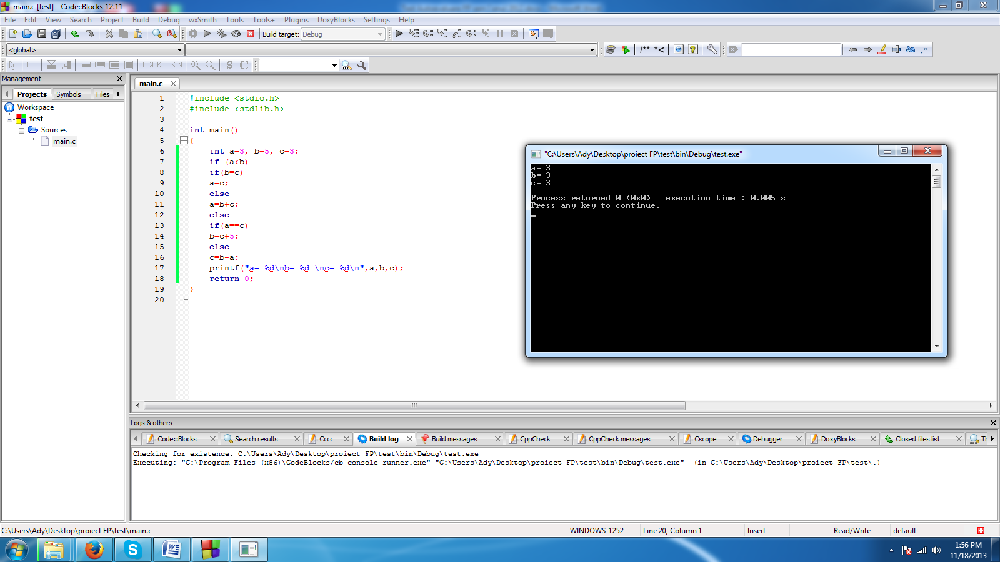 main.c [test] - Code::Blocks 12.11
File Edit View Search Project Build Debug wxSmith Tools Tools+ Plugins DoxyBlocks Settings Help
Build target: Debug
<global>
/** *<
Aa .*
S C
Management
main.c
Projects Symbols Files
Workspace
test
Sources
main.c
1 #include <stdio.h>
2 #include <stdlib.h>
3
4 int main()
5 {
6 int a=3, b=5, c=3;
7 if (a<b)
8 if(b=c)
9 a=c;
10 else
11 a=b+c;
12 else
13 if(a==c)
14 b=c+5;
15 else
16 c=b-a;
17 printf("a= %d\nb= %d \nc= %d\n",a,b,c);
18 return 0;
19 }
20
"C:\Users\Ady\Desktop\proiect FP\test\bin\Debug\test.exe"
a= 3
b= 3
c= 3
Process returned 0 (0x0) execution time : 0.005 s
Press any key to continue.
Logs & others
Code::Blocks Search results Cccc Build log Build messages CppCheck CppCheck messages Cscope Debugger DoxyBlocks Closed files list
Checking for existence: C:\Users\Ady\Desktop\proiect FP\test\bin\Debug\test.exe
Executing: "C:\Program Files (x86)\CodeBlocks/cb_console_runner.exe" "C:\Users\Ady\Desktop\proiect FP\test\bin\Debug\test.exe" (in C:\Users\Ady\Desktop\proiect FP\test\.)
C:\Users\Ady\Desktop\proiect FP\test\main.c WINDOWS-1252 Line 20, Column 1 Insert Read/Write default
1:56 PM
11/18/2013